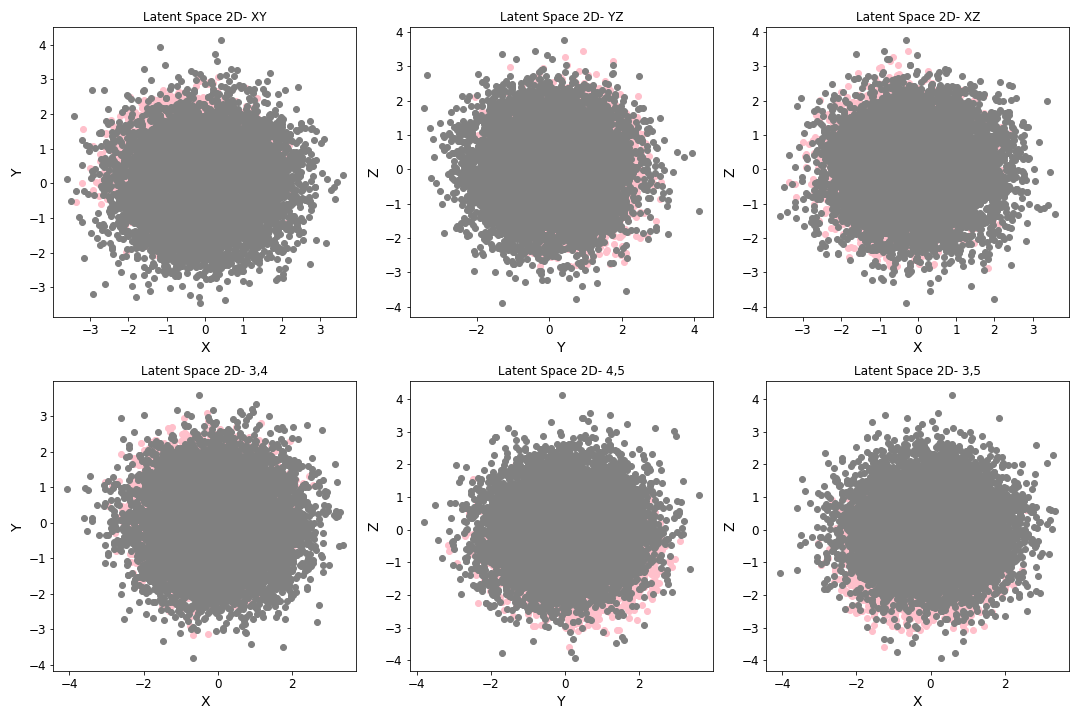 Latent Space 2D- XY
Latent Space 2D- YZ
Latent Space 2D- XZ
4
3
2
1
0
−1
−2
−3
Y
−3 −2 −1 0 1 2 3
X
4
3
2
1
0
−1
−2
−3
−4
Z
−2 0 2 4
Y
4
3
2
1
0
−1
−2
−3
−4
Z
−3 −2 −1 0 1 2 3
X
Latent Space 2D- 3,4
Latent Space 2D- 4,5
Latent Space 2D- 3,5
3
2
1
0
−1
−2
−3
−4
Y
−4 −2 0 2
X
4
3
2
1
0
−1
−2
−3
−4
Z
−4 −2 0 2
Y
4
3
2
1
0
−1
−2
−3
−4
Z
−4 −2 0 2
X